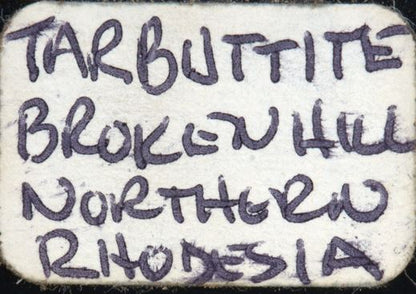 TARBUTTITE
BROKEN HILL
NORTHERN
RHODESIA